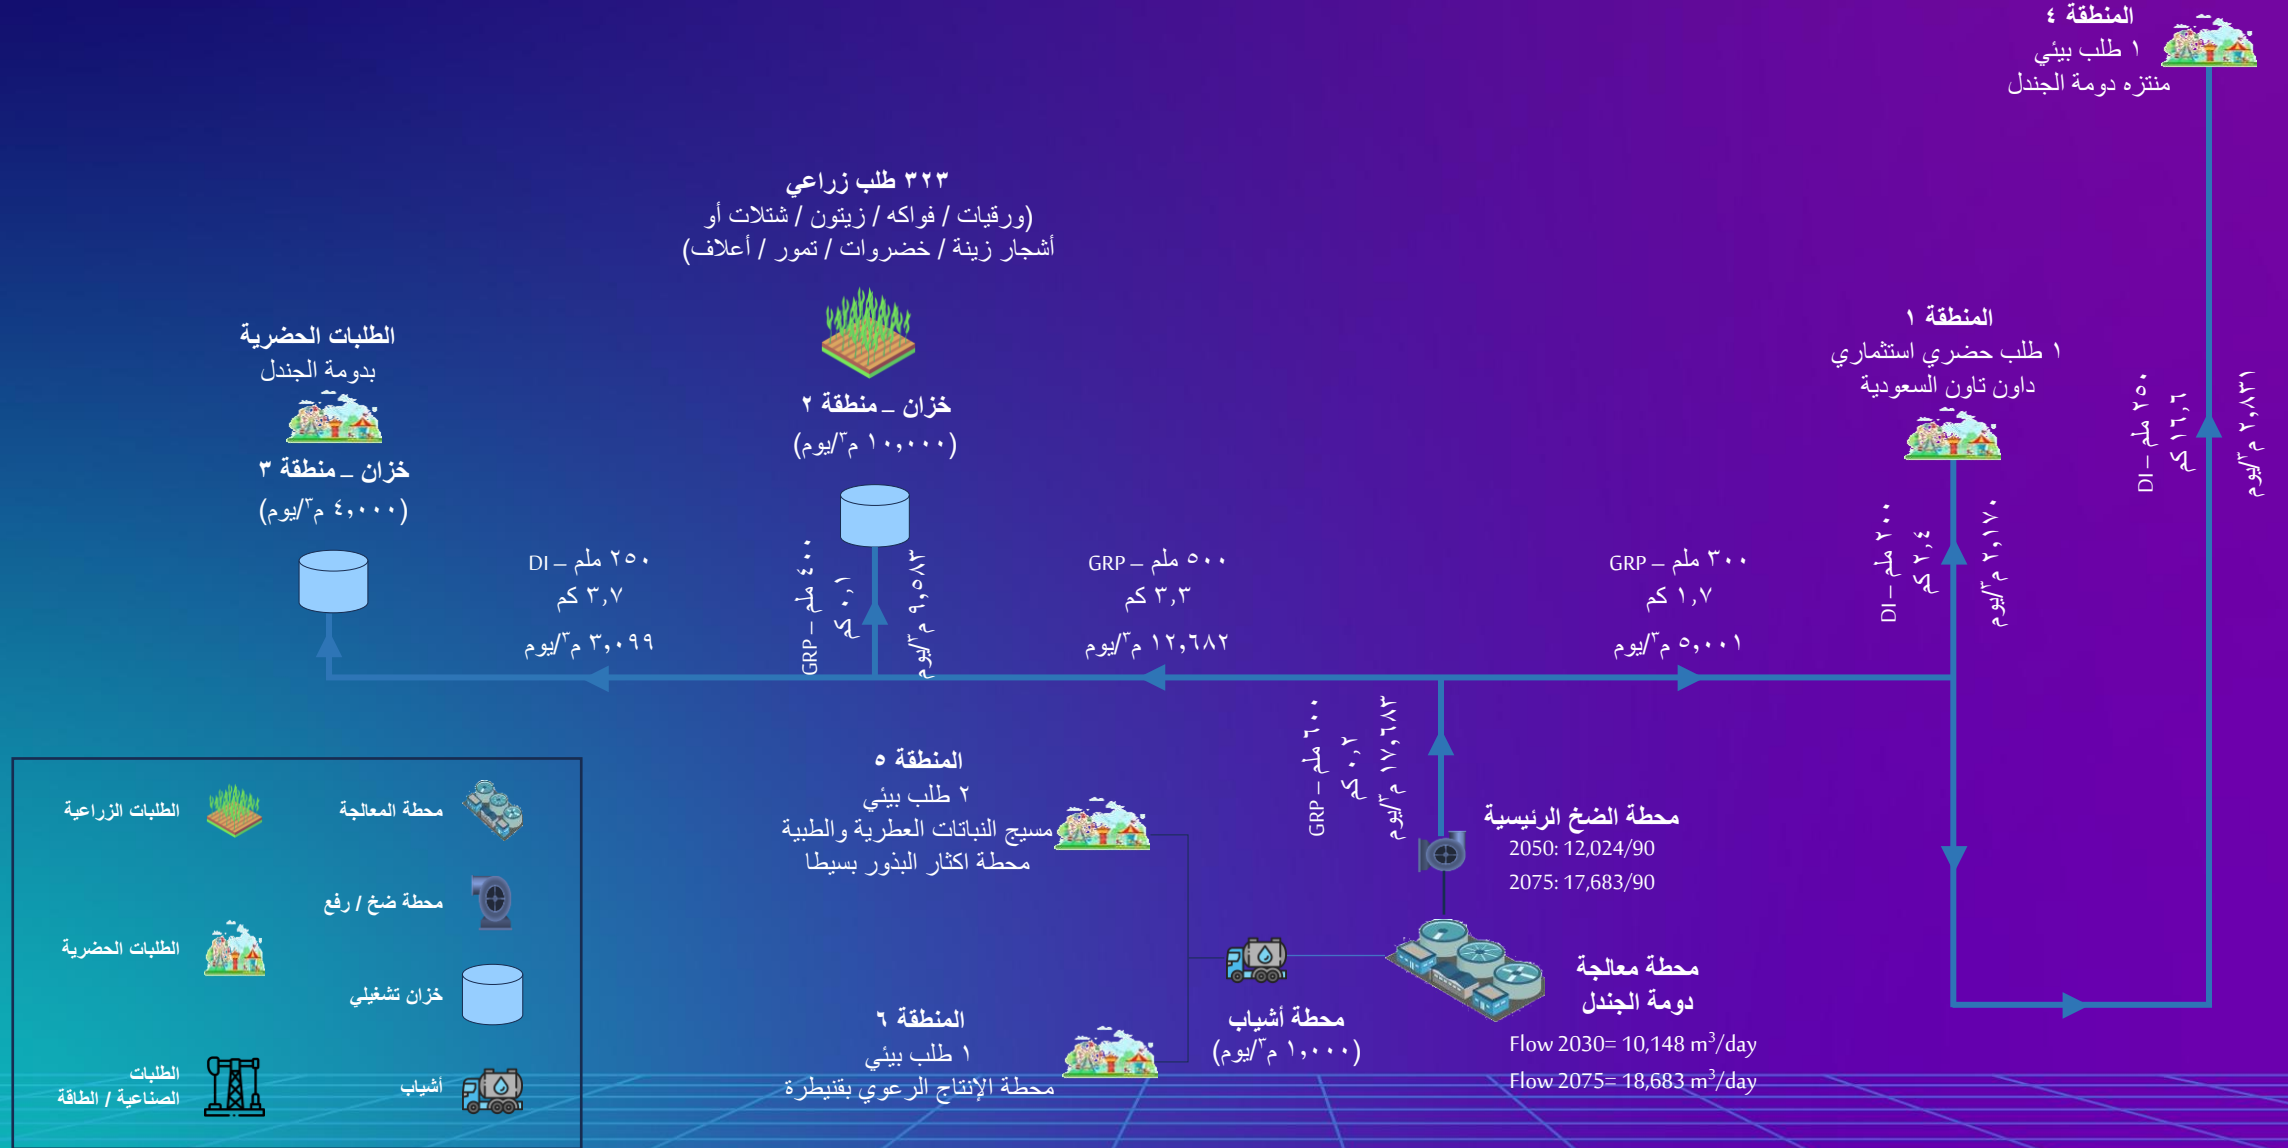 المنطقة ٤
١ طلب بيئي
منتزه دومة الجندل
٢٥٠ ملم – DI
١٦,٦ كم
٢,٨٣١ م٣/يوم
المنطقة ١
١ طلب حضري استثماري
داون تاون السعودية
٢٠٠ ملم – DI
٢,٤ كم
٢,١٧٠ م٣/يوم
٣٠٠ ملم – GRP
١,٧ كم
٥,٠٠١ م٣/يوم
٣٢٣ طلب زراعي
(ورقيات / فواكه / زيتون / شتلات أو
أشجار زينة / خضروات / تمور / أعلاف)
خزان – منطقة ٢
(١٠,٠٠٠ م٣/يوم)
٥٠٠ ملم – GRP
٣,٣ كم
١٢,٦٨٢ م٣/يوم
٤٠٠ ملم – GRP
٠,١ كم
٩,٥٨٣ م٣/يوم
الطلبات الحضرية
بدومة الجندل
خزان – منطقة ٣
(٤,٠٠٠ م٣/يوم)
٢٥٠ ملم – DI
٣,٧ كم
٣,٠٩٩ م٣/يوم
٦٠٠ ملم – GRP
٠,٢ كم
١٧,٦٨٣ م٣/يوم
محطة الضخ الرئيسية
2050: 12,024/90
2075: 17,683/90
محطة معالجة
دومة الجندل
Flow 2030= 10,148 m³/day
Flow 2075= 18,683 m³/day
محطة أشياب
(١,٠٠٠ م٣/يوم)
المنطقة ٥
٢ طلب بيئي
مسيج النباتات العطرية والطبية
محطة اكثار البذور بسيطا
المنطقة ٦
١ طلب بيئي
محطة الإنتاج الرعوي بقنيطرة
محطة المعالجة
الطلبات الزراعية
محطة ضخ / رفع
الطلبات الحضرية
خزان تشغيلي
أشياب
الطلبات
الصناعية / الطاقة